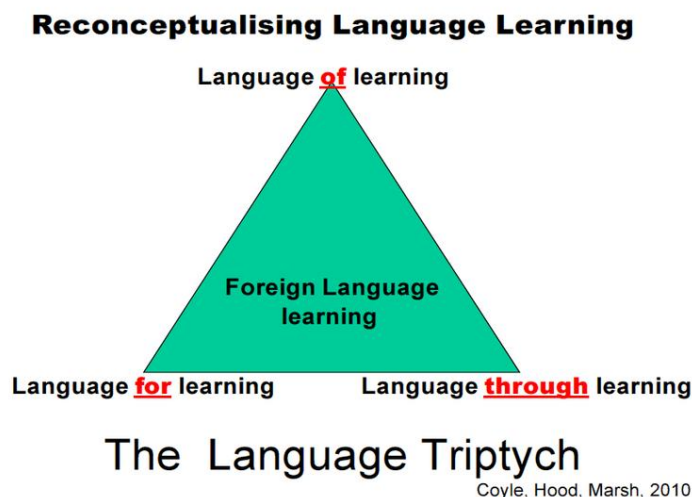 Reconceptualising Language Learning
Language of learning
Foreign Language
learning
Language for learning
Language through learning
The Language Triptych
Coyle, Hood, Marsh, 2010